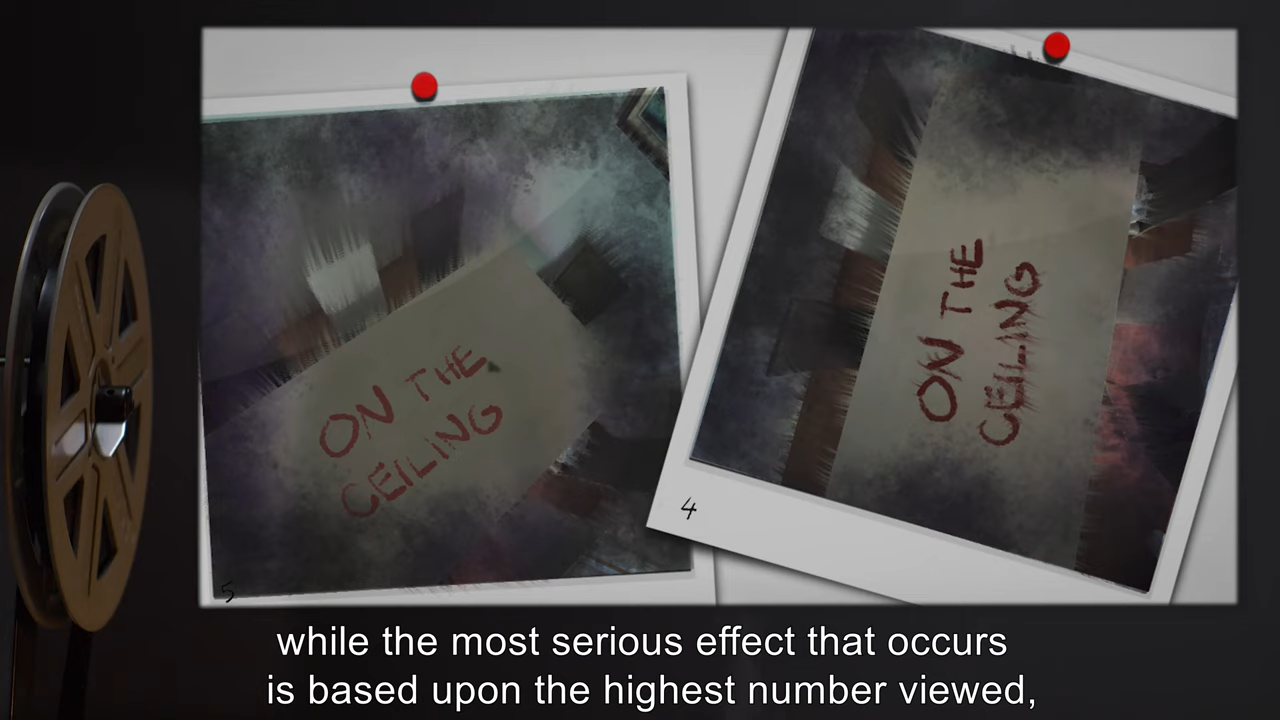 ON THE
CEILING
5
ON THE
CEILING
4
while the most serious effect that occurs
is based upon the highest number viewed,